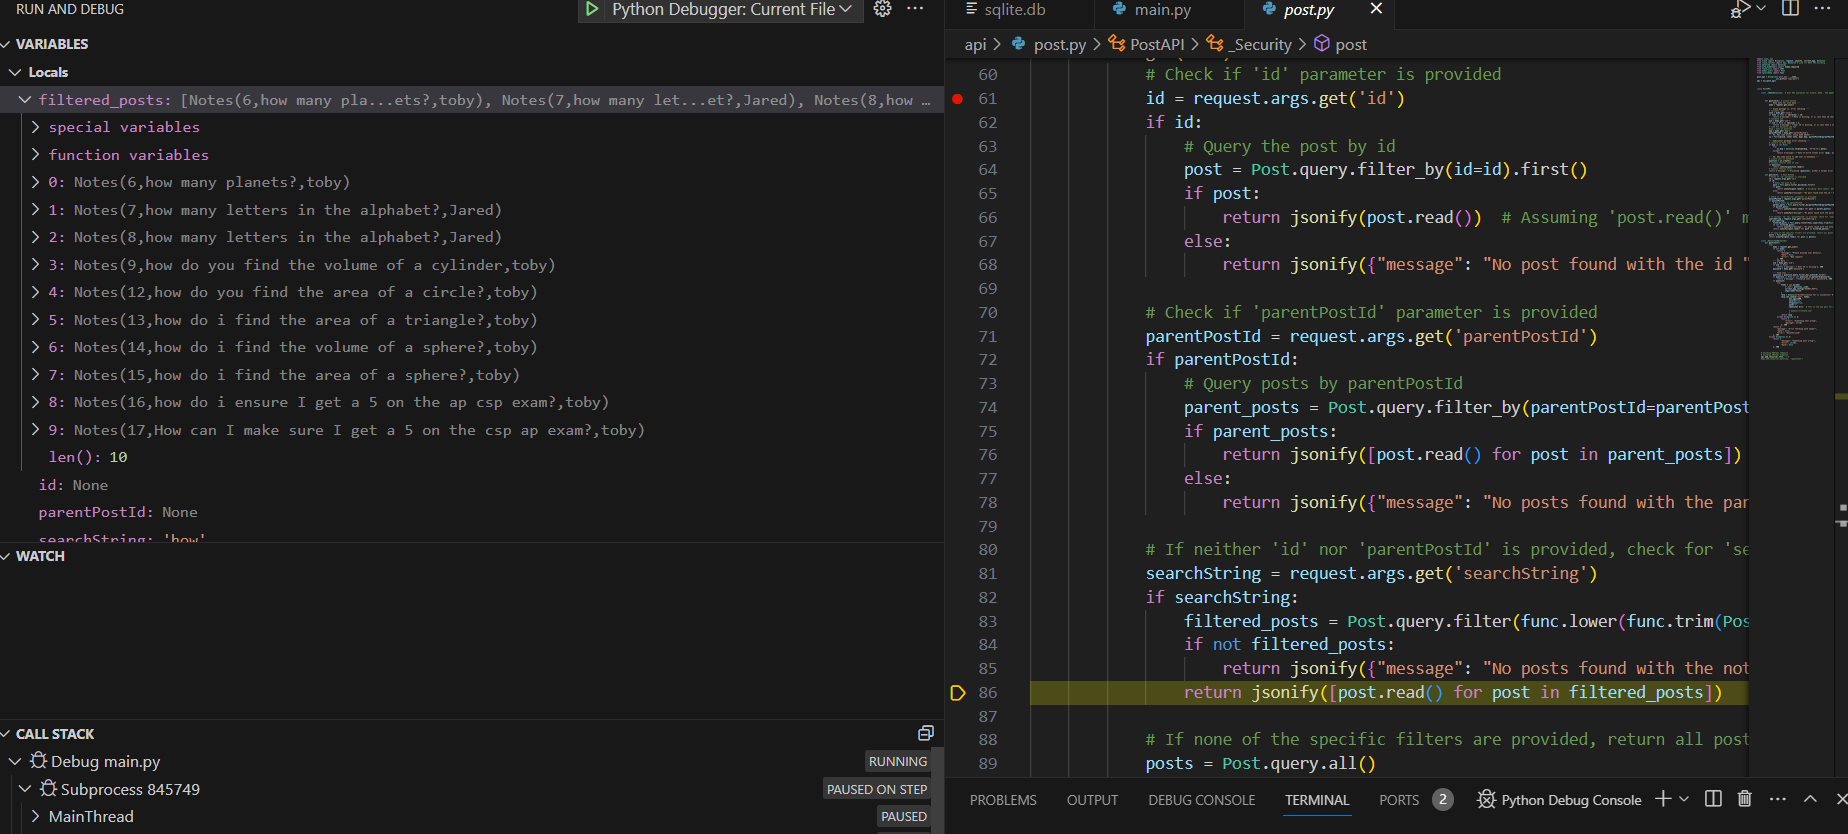 RUN AND DEBUG
Python Debugger: Current File
VARIABLES
Locals
filtered_posts: [Notes(6,how many pla...ets?,toby), Notes(7,how many let...et?,Jared), Notes(8,how …
special variables
function variables
0: Notes(6,how many planets?,toby)
1: Notes(7,how many letters in the alphabet?,Jared)
2: Notes(8,how many letters in the alphabet?,Jared)
3: Notes(9,how do you find the volume of a cylinder,toby)
4: Notes(12,how do you find the area of a circle?,toby)
5: Notes(13,how do i find the area of a triangle?,toby)
6: Notes(14,how do i find the volume of a sphere?,toby)
7: Notes(15,how do i find the area of a sphere?,toby)
8: Notes(16,how do i ensure I get a 5 on the ap csp exam?,toby)
9: Notes(17,How can I make sure I get a 5 on the csp ap exam?,toby)
len(): 10
id: None
parentPostId: None
searchString: 'how'
WATCH
CALL STACK
Debug main.py RUNNING
Subprocess 845749 PAUSED ON STEP
MainThread PAUSED
sqlite.db main.py post.py
api > post.py > PostAPI > _Security > post
60 # Check if 'id' parameter is provided
61 id = request.args.get('id')
62 if id:
63 # Query the post by id
64 post = Post.query.filter_by(id=id).first()
65 if post:
66 return jsonify(post.read()) # Assuming 'post.read()' m
67 else:
68 return jsonify({"message": "No post found with the id "
69
70 # Check if 'parentPostId' parameter is provided
71 parentPostId = request.args.get('parentPostId')
72 if parentPostId:
73 # Query posts by parentPostId
74 parent_posts = Post.query.filter_by(parentPostId=parentPost
75 if parent_posts:
76 return jsonify([post.read() for post in parent_posts])
77 else:
78 return jsonify({"message": "No posts found with the par
79
80 # If neither 'id' nor 'parentPostId' is provided, check for 'se
81 searchString = request.args.get('searchString')
82 if searchString:
83 filtered_posts = Post.query.filter(func.lower(func.trim(Pos
84 if not filtered_posts:
85 return jsonify({"message": "No posts found with the not
86 return jsonify([post.read() for post in filtered_posts])
87
88 # If none of the specific filters are provided, return all post
89 posts = Post.query.all()
PROBLEMS OUTPUT DEBUG CONSOLE TERMINAL PORTS 2 Python Debug Console